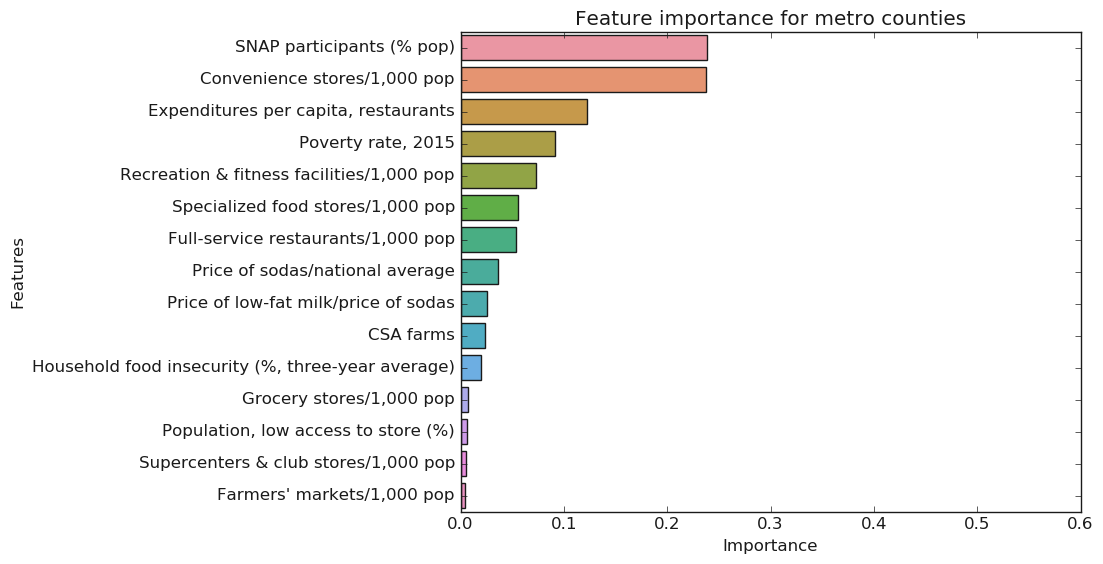 Feature importance for metro counties
SNAP participants (% pop)
Convenience stores/1,000 pop
Expenditures per capita, restaurants
Poverty rate, 2015
Recreation & fitness facilities/1,000 pop
Specialized food stores/1,000 pop
Full-service restaurants/1,000 pop
Price of sodas/national average
Price of low-fat milk/price of sodas
CSA farms
Household food insecurity (%, three-year average)
Grocery stores/1,000 pop
Population, low access to store (%)
Supercenters & club stores/1,000 pop
Farmers' markets/1,000 pop
Features
0.0 0.1 0.2 0.3 0.4 0.5 0.6
Importance